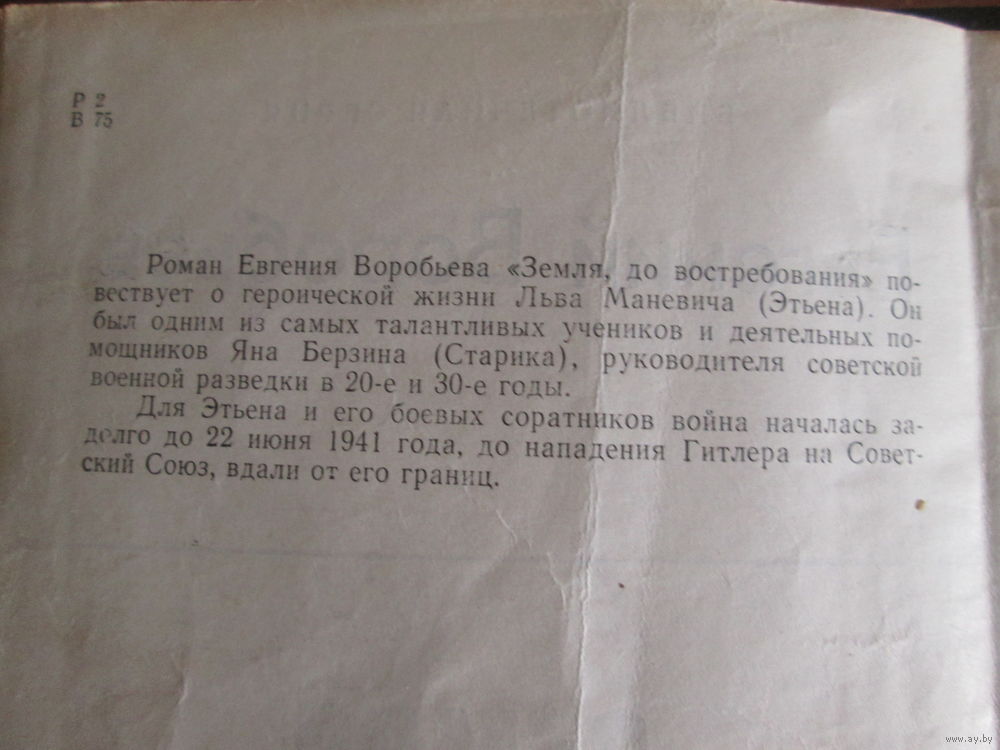 Р 2
В 75
Роман Евгения Воробьева «Земля, до востребования» по-
вествует о героической жизни Льва Маневича (Этьена). Он
был одним из самых талантливых учеников и деятельных по-
мощников Яна Берзина (Старика), руководителя советской
военной разведки в 20-е и 30-е годы.
Для Этьена и его боевых соратников война началась за-
долго до 22 июня 1941 года, до нападения Гитлера на Совет-
ский Союз, вдали от его границ.
www.ay.by